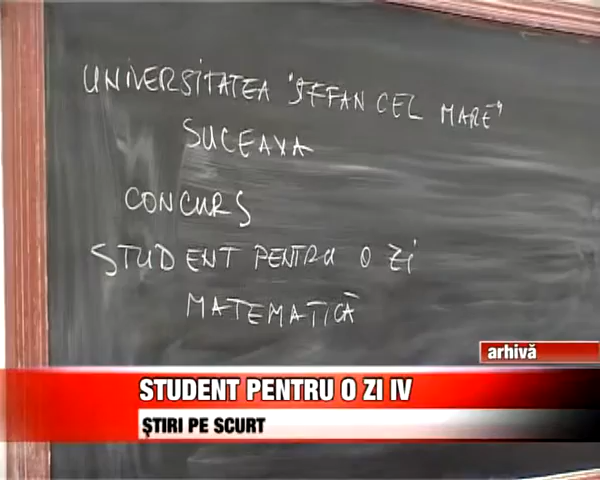 UNIVERSITATEA "ŞTEFAN CEL MARE"
SUCEAVA
CONCURS
STUDENT PENTRU O Zi
MATEMATICĂ
arhivă
STUDENT PENTRU O ZI IV
ŞTIRI PE SCURT